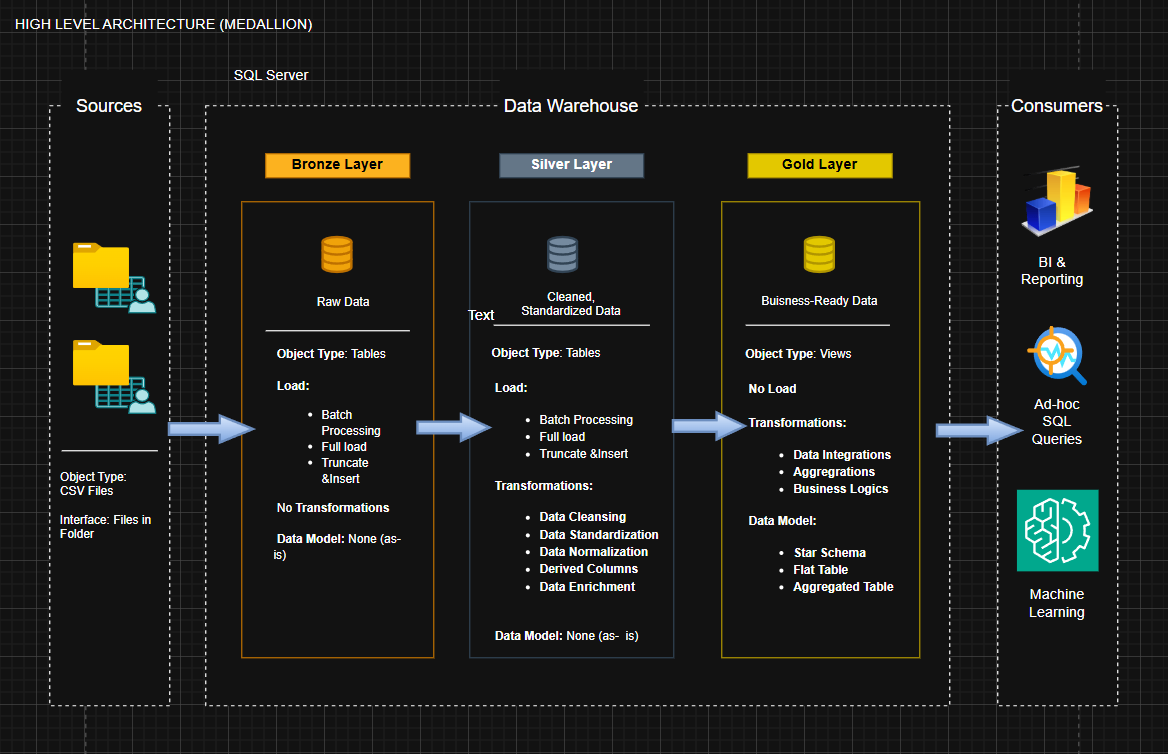 HIGH LEVEL ARCHITECTURE (MEDALLION)
SQL Server
Sources
Data Warehouse
Consumers
Object Type:
CSV Files
Interface: Files in
Folder
Bronze Layer
Raw Data
Object Type: Tables
Load:
• Batch
Processing
• Full load
• Truncate
&Insert
No Transformations
Data Model: None (as-
is)
Silver Layer
Cleaned,
Standardized Data
Text
Object Type: Tables
Load:
• Batch Processing
• Full load
• Truncate &Insert
Transformations:
• Data Cleansing
• Data Standardization
• Data Normalization
• Derived Columns
• Data Enrichment
Data Model: None (as- is)
Gold Layer
Buisness-Ready Data
Object Type: Views
No Load
Transformations:
• Data Integrations
• Aggregrations
• Business Logics
Data Model:
• Star Schema
• Flat Table
• Aggregated Table
BI &
Reporting
Ad-hoc
SQL
Queries
Machine
Learning